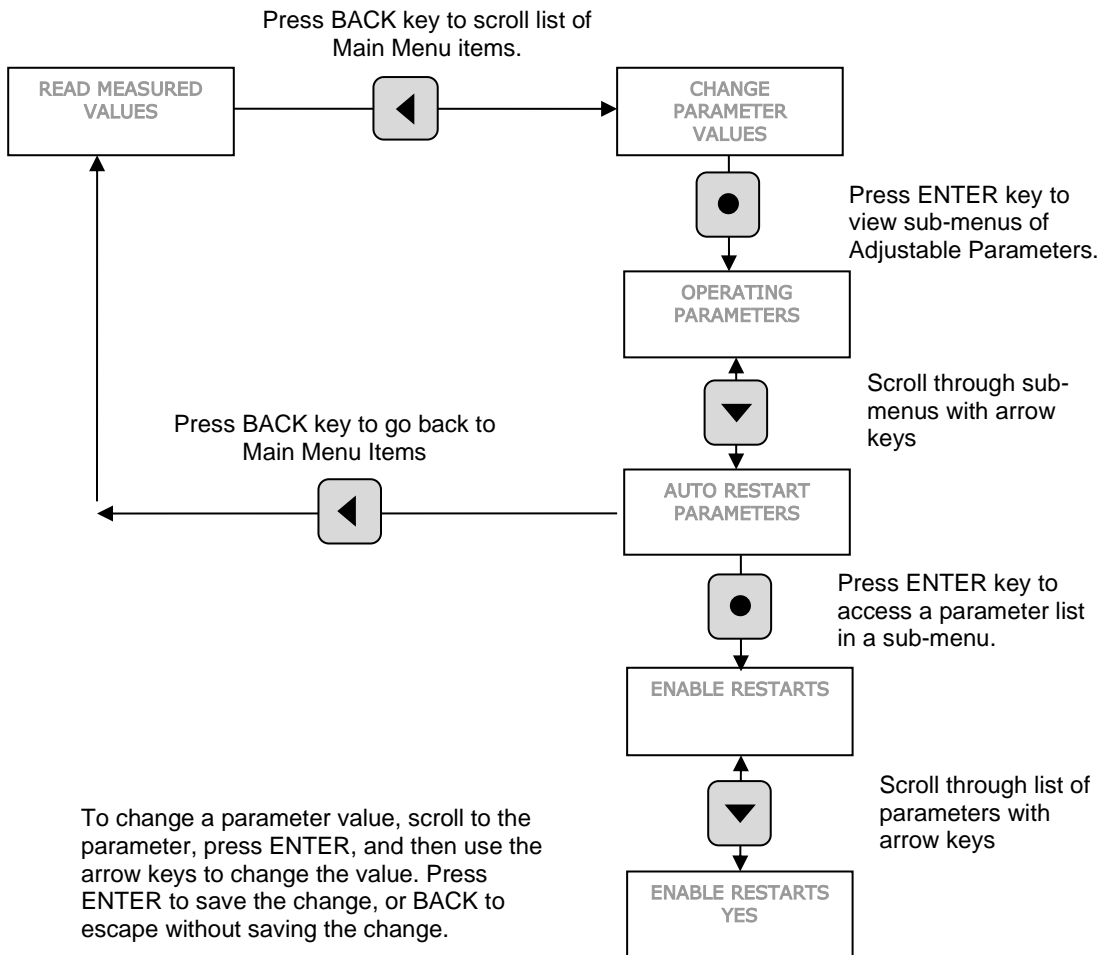 Press BACK key to scroll list of
Main Menu items.
READ MEASURED
VALUES
CHANGE
PARAMETER
VALUES
Press ENTER key to
view sub-menus of
Adjustable Parameters.
OPERATING
PARAMETERS
Scroll through sub-
menus with arrow
keys
Press BACK key to go back to
Main Menu Items
AUTO RESTART
PARAMETERS
Press ENTER key to
access a parameter list
in a sub-menu.
ENABLE RESTARTS
Scroll through list of
parameters with
arrow keys
To change a parameter value, scroll to the
parameter, press ENTER, and then use the
arrow keys to change the value. Press
ENTER to save the change, or BACK to
escape without saving the change.
ENABLE RESTARTS
YES